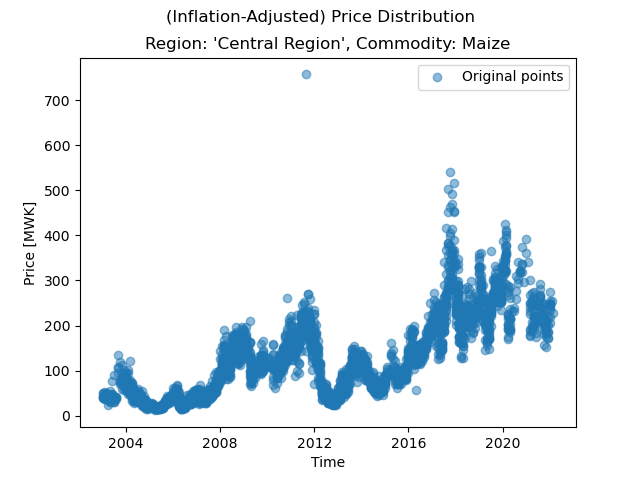 (Inflation-Adjusted) Price Distribution
Region: 'Central Region', Commodity: Maize
Original points
700
600
500
400
300
200
100
0
Price [MWK]
2004 2008 2012 2016 2020
Time